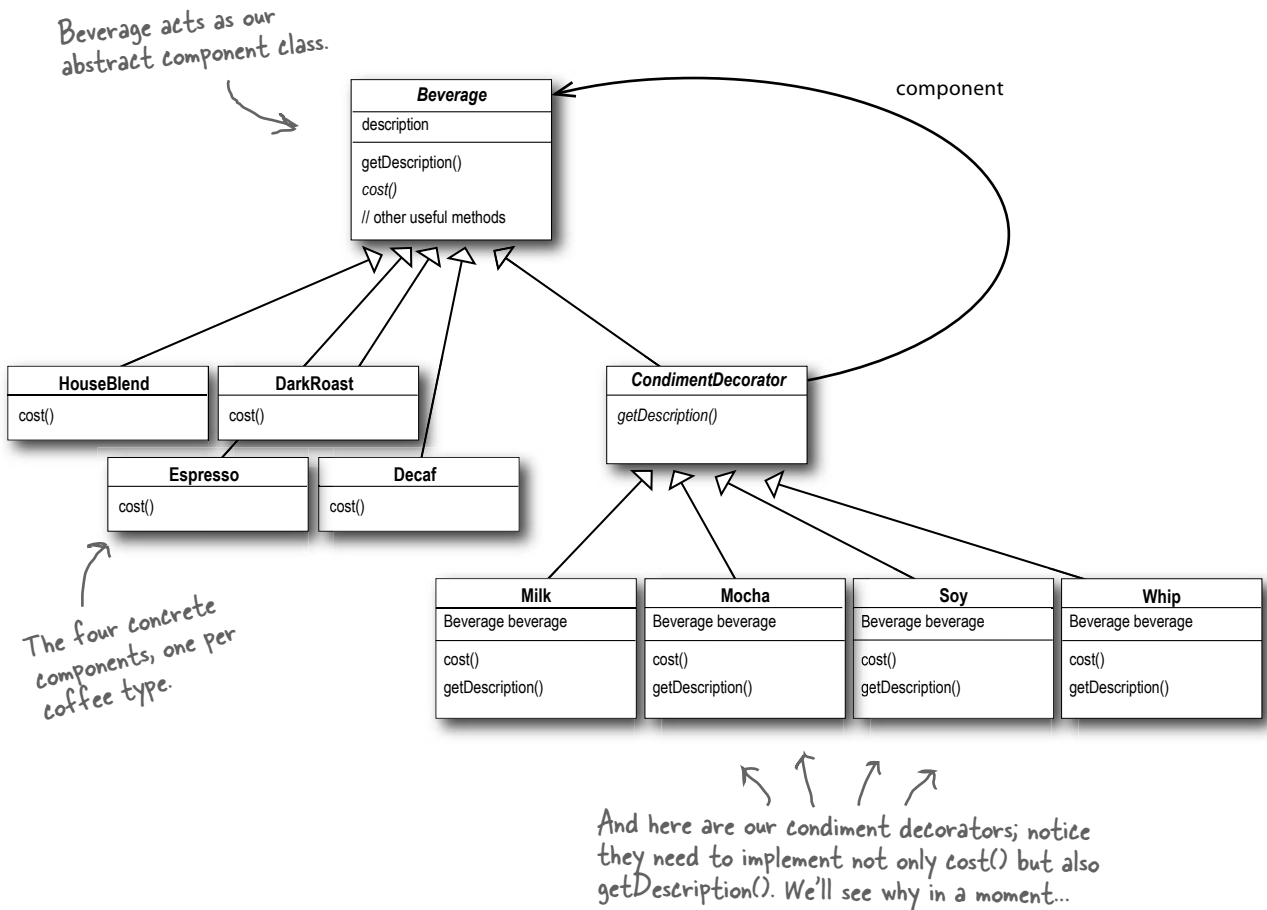 Beverage acts as our
abstract component class.
Beverage
description
getDescription()
cost()
// other useful methods
component
HouseBlend
cost()
DarkRoast
cost()
Espresso
cost()
Decaf
cost()
CondimentDecorator
getDescription()
The four concrete
components, one per
coffee type.
Milk
Beverage beverage
cost()
getDescription()
Mocha
Beverage beverage
cost()
getDescription()
Soy
Beverage beverage
cost()
getDescription()
Whip
Beverage beverage
cost()
getDescription()
And here are our condiment decorators; notice
they need to implement not only cost() but also
getDescription(). We'll see why in a moment...